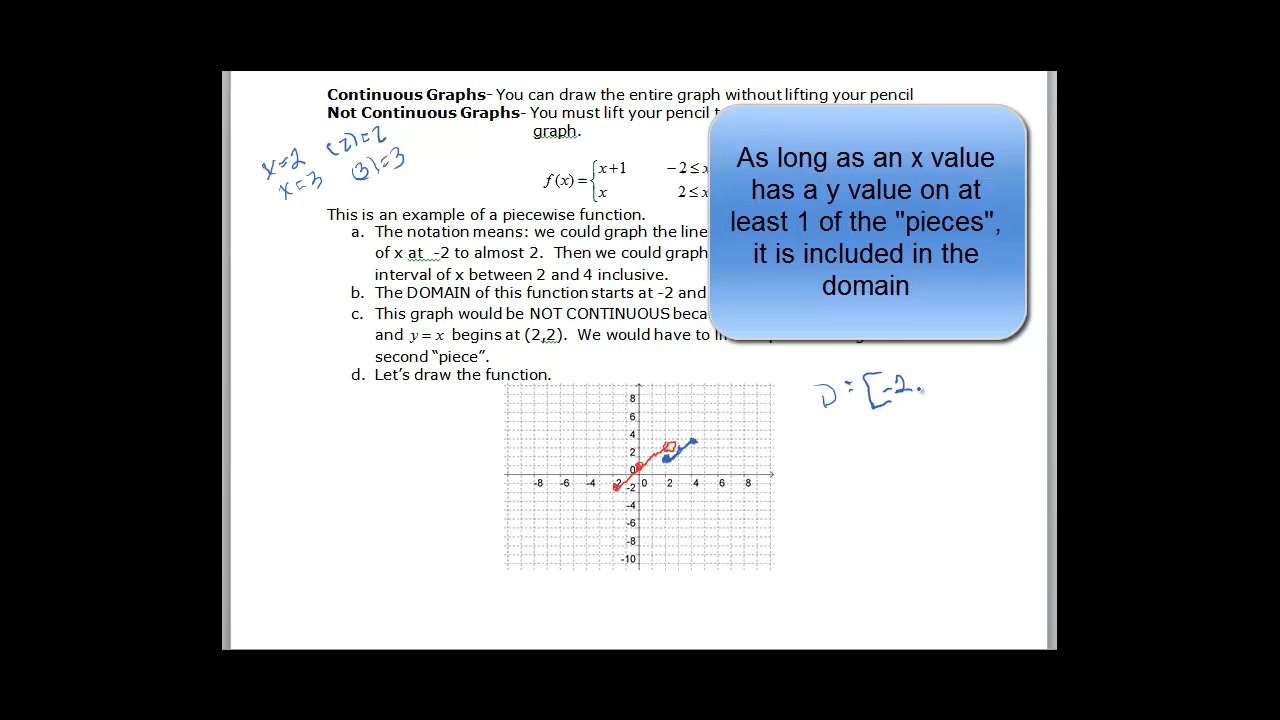 Continuous Graphs- You can draw the entire graph without lifting your pencil
Not Continuous Graphs- You must lift your pencil t
graph.
x=2 (2)=2
x=3 (3)=3
f(x)= { x+1 -2≤x
x 2≤x
This is an example of a piecewise function.
a. The notation means: we could graph the line
of x at -2 to almost 2. Then we could graph
interval of x between 2 and 4 inclusive.
b. The DOMAIN of this function starts at -2 and
c. This graph would be NOT CONTINUOUS beca
and y=x begins at (2,2). We would have to
second “piece”.
d. Let’s draw the function.
As long as an x value
has a y value on at
least 1 of the "pieces",
it is included in the
domain
D = [-2,
8
6
4
2
0
-8 -6 -4 -2 0 2 4 6 8
-2
-4
-6
-8
-10